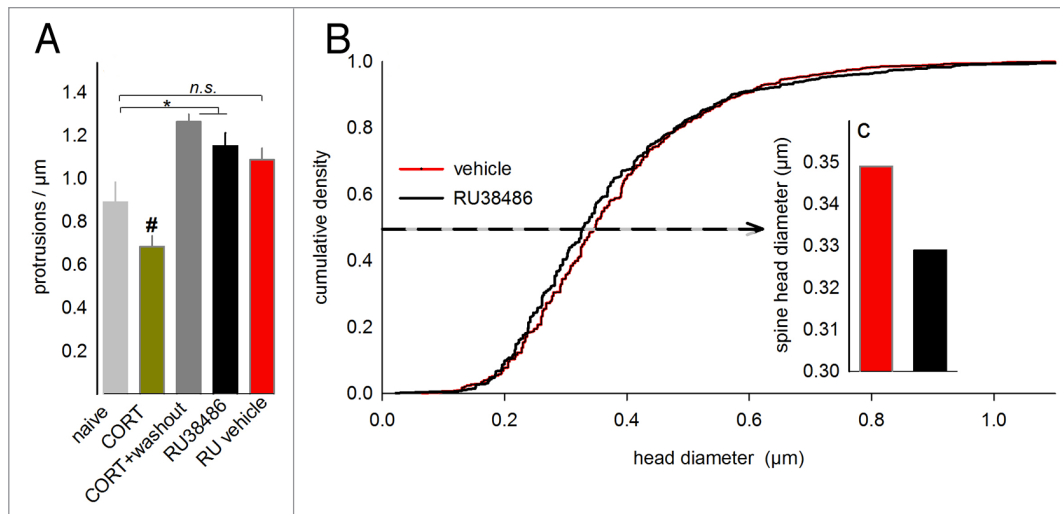 A
protrusions / µm
1.4
1.2
1.0
0.8
0.6
0.4
0.2
n.s.
*
#
naive
CORT
CORT+washout
RU38486
RU vehicle
B
cumulative density
1.0
0.8
0.6
0.4
0.2
0.0
vehicle
RU38486
0.0 0.2 0.4 0.6 0.8 1.0
head diameter (µm)
C
spine head diameter (µm)
0.35
0.34
0.33
0.32
0.31
0.30